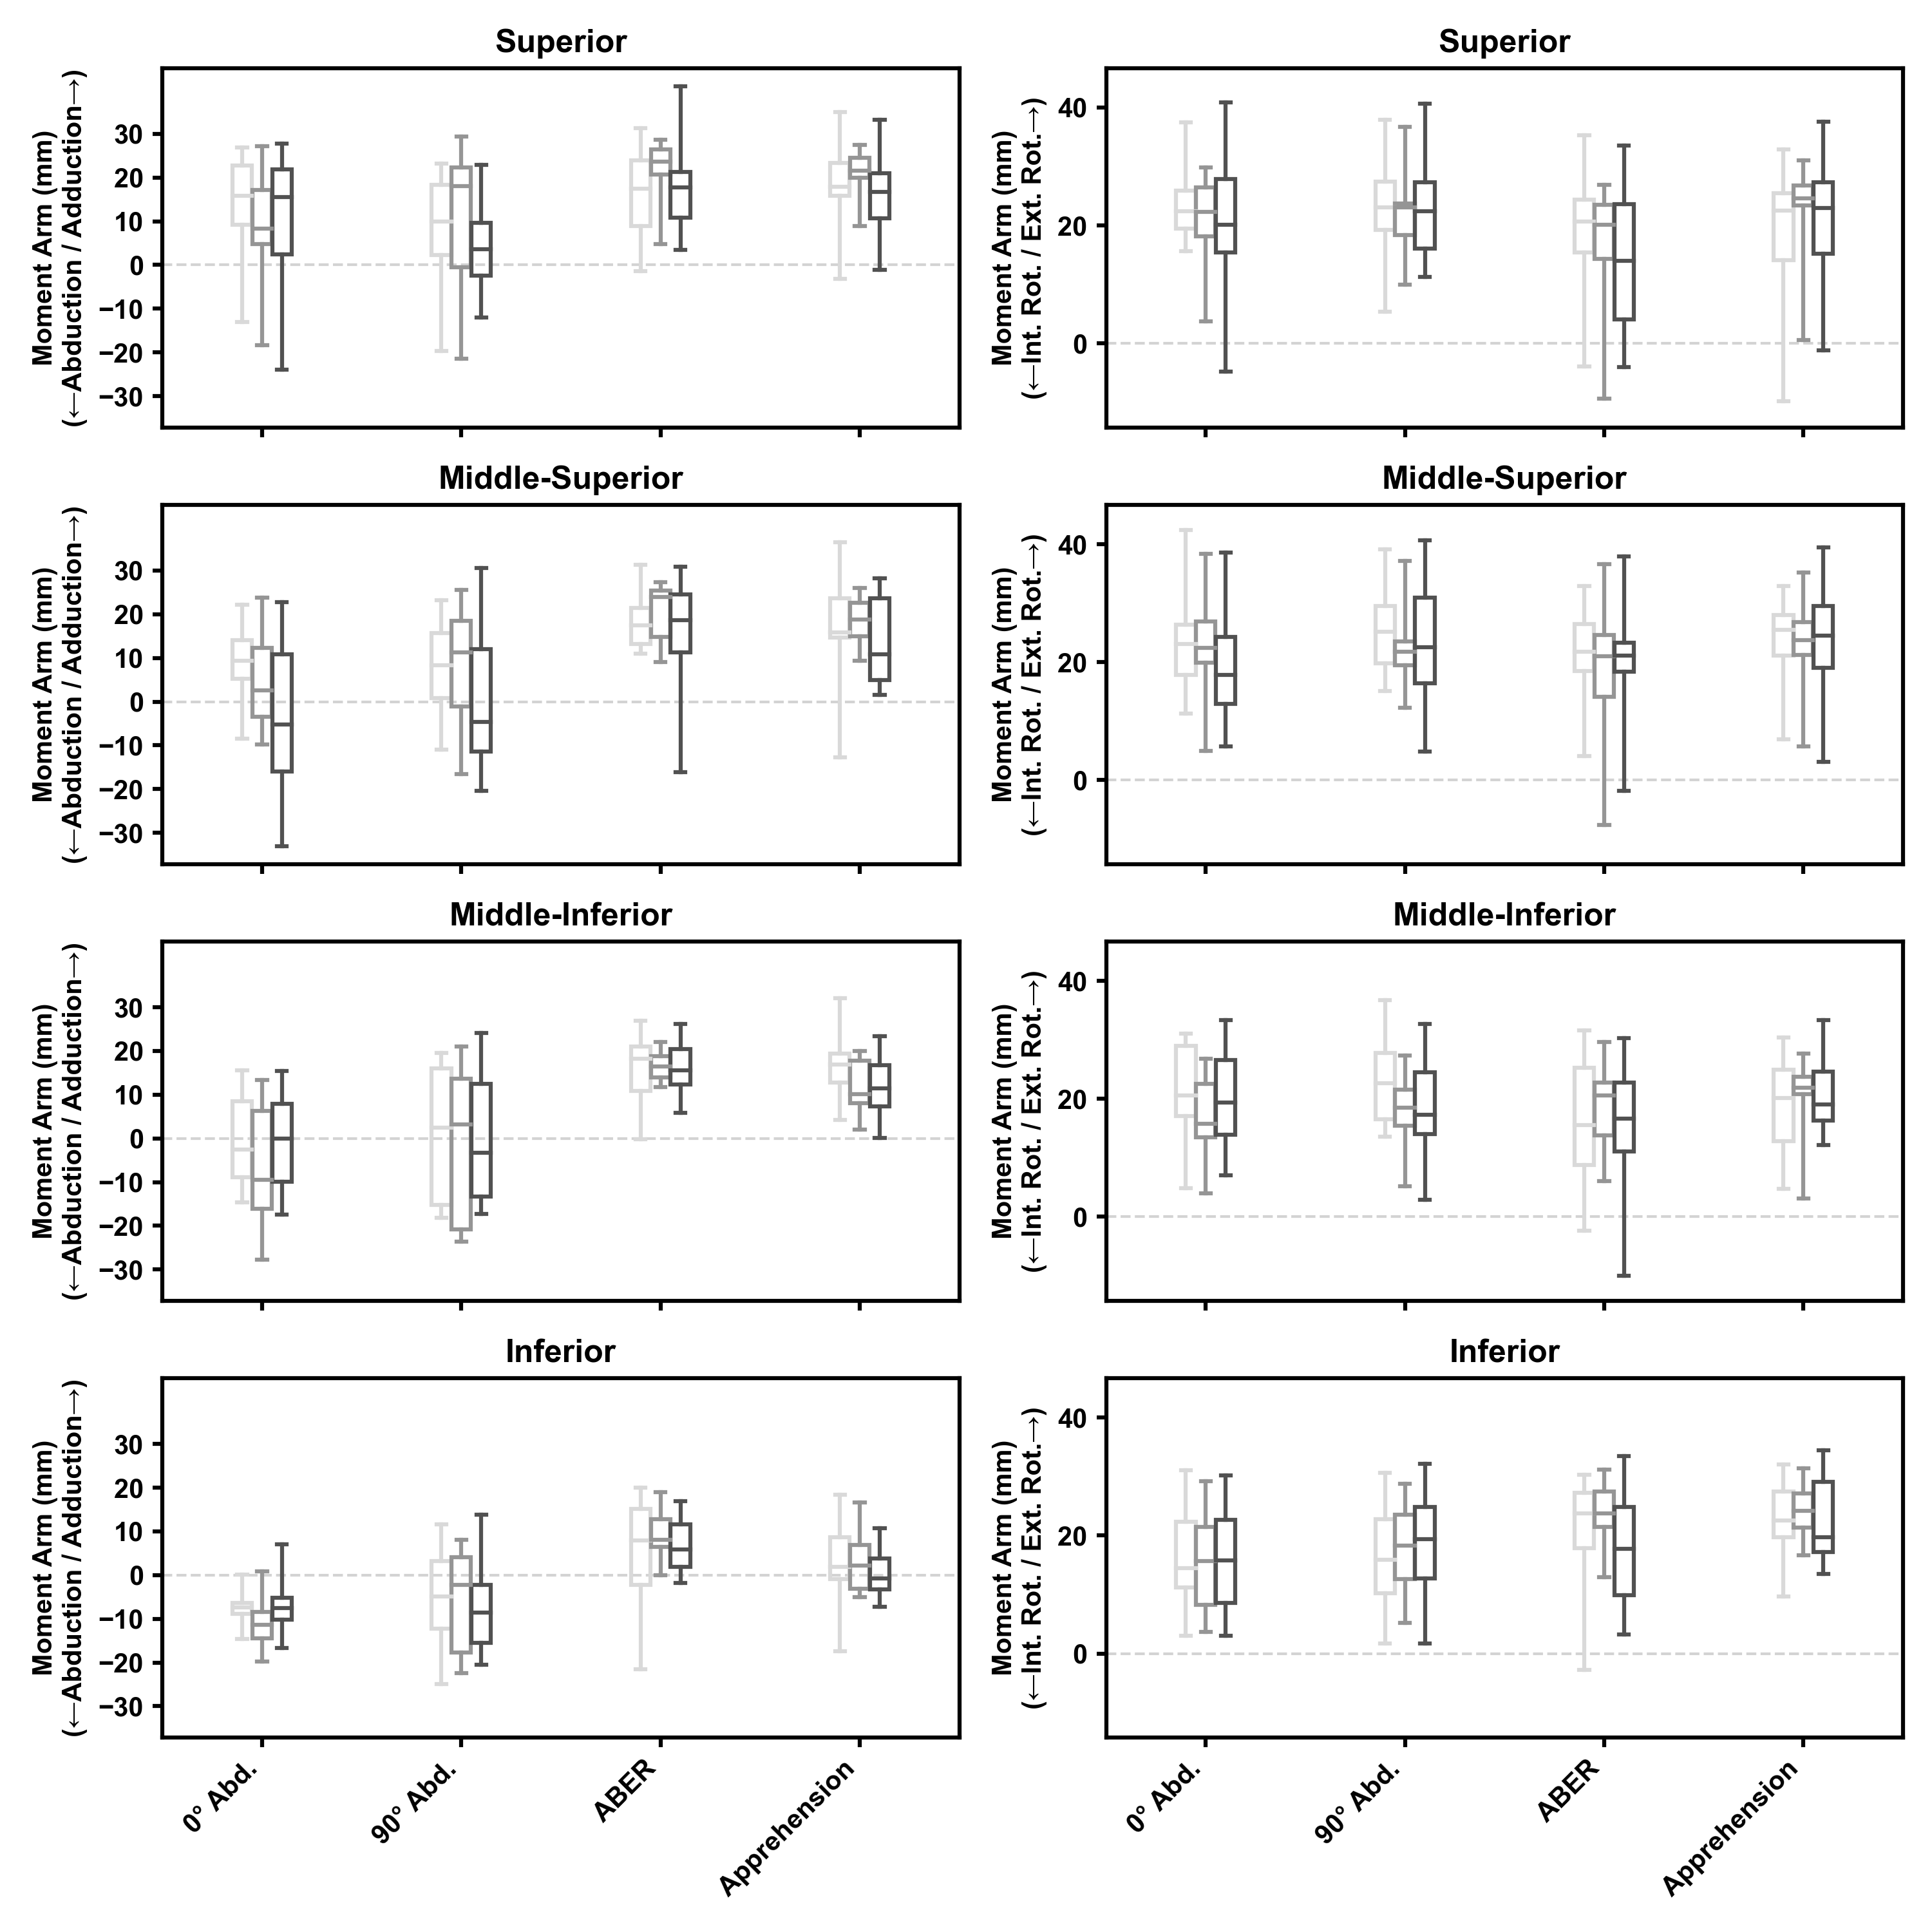 Superior
Moment Arm (mm)
(←Abduction / Adduction→)
30
20
10
0
−10
−20
−30
Superior
Moment Arm (mm)
(←Int. Rot. / Ext. Rot.→)
40
20
0
Middle-Superior
Moment Arm (mm)
(←Abduction / Adduction→)
30
20
10
0
−10
−20
−30
Middle-Superior
Moment Arm (mm)
(←Int. Rot. / Ext. Rot.→)
40
20
0
Middle-Inferior
Moment Arm (mm)
(←Abduction / Adduction→)
30
20
10
0
−10
−20
−30
Middle-Inferior
Moment Arm (mm)
(←Int. Rot. / Ext. Rot.→)
40
20
0
Inferior
Moment Arm (mm)
(←Abduction / Adduction→)
30
20
10
0
−10
−20
−30
0° Abd.
90° Abd.
ABER
Apprehension
Inferior
Moment Arm (mm)
(←Int. Rot. / Ext. Rot.→)
40
20
0
0° Abd.
90° Abd.
ABER
Apprehension